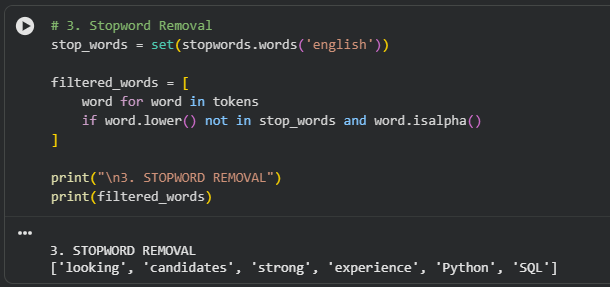 # 3. Stopword Removal
stop_words = set(stopwords.words('english'))
filtered_words = [
    word for word in tokens
    if word.lower() not in stop_words and word.isalpha()
]
print("\n3. STOPWORD REMOVAL")
print(filtered_words)
3. STOPWORD REMOVAL
['looking', 'candidates', 'strong', 'experience', 'Python', 'SQL']